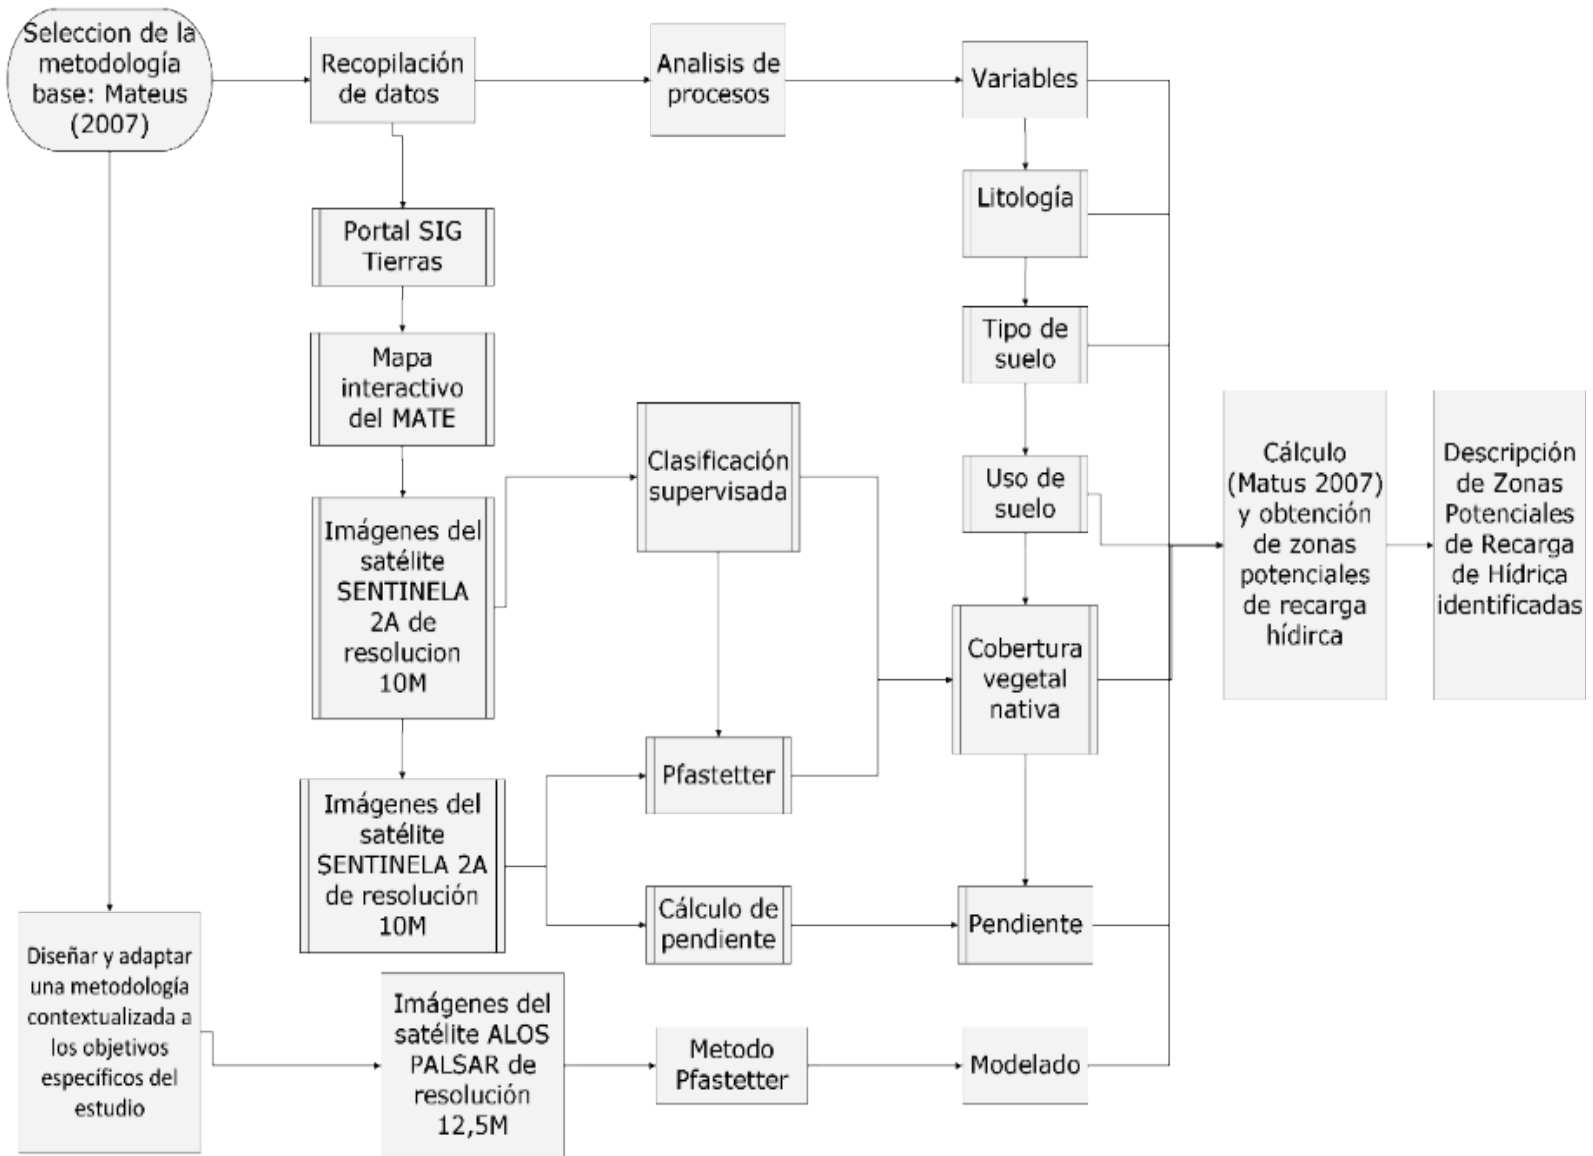 Seleccion de la
metodología
base: Mateus
(2007)
Recopilación
de datos
Analisis de
procesos
Variables
Litología
Portal SIG
Tierras
Tipo de
suelo
Mapa
interactivo
del MATE
Clasificación
supervisada
Uso de
suelo
Cálculo
(Matus 2007)
y obtención
de zonas
potenciales
de recarga
hídirca
Descripción
de Zonas
Potenciales
de Recarga
de Hídrica
identificadas
Imágenes del
satélite
SENTINELA
2A de
resolucion
10M
Cobertura
vegetal
nativa
Pfastetter
Imágenes del
satélite
SENTINELA 2A
de resolución
10M
Cálculo de
pendiente
Pendiente
Diseñar y adaptar
una metodología
contextualizada a
los objetivos
específicos del
estudio
Imágenes del
satélite ALOS
PALSAR de
resolución
12,5M
Metodo
Pfastetter
Modelado